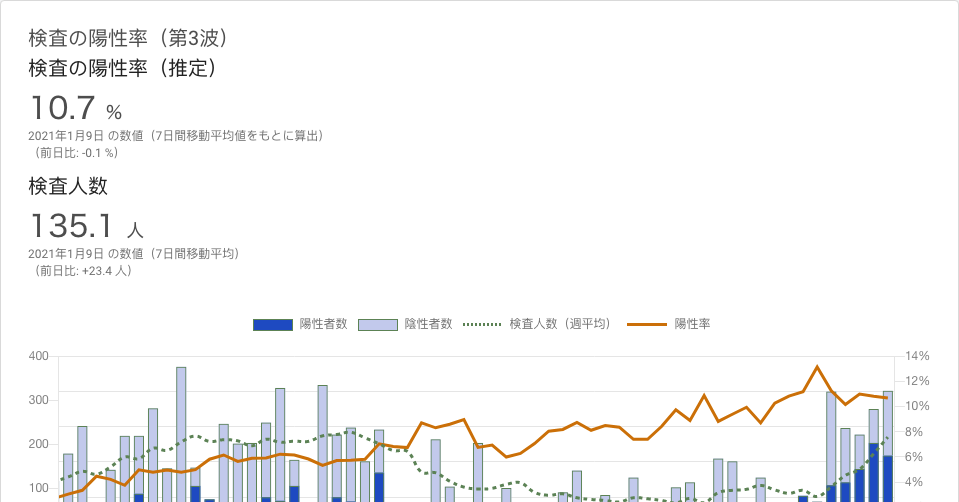 検査の陽性率（第3波）
検査の陽性率（推定）
10.7 %
2021年1月9日 の数値（7日間移動平均値をもとに算出）
（前日比: -0.1 %）
検査人数
135.1 人
2021年1月9日 の数値（7日間移動平均）
（前日比: +23.4 人）
陽性者数 陰性者数 検査人数（週平均） 陽性率
400 14%
12%
300 10%
200 8%
6%
100 4%